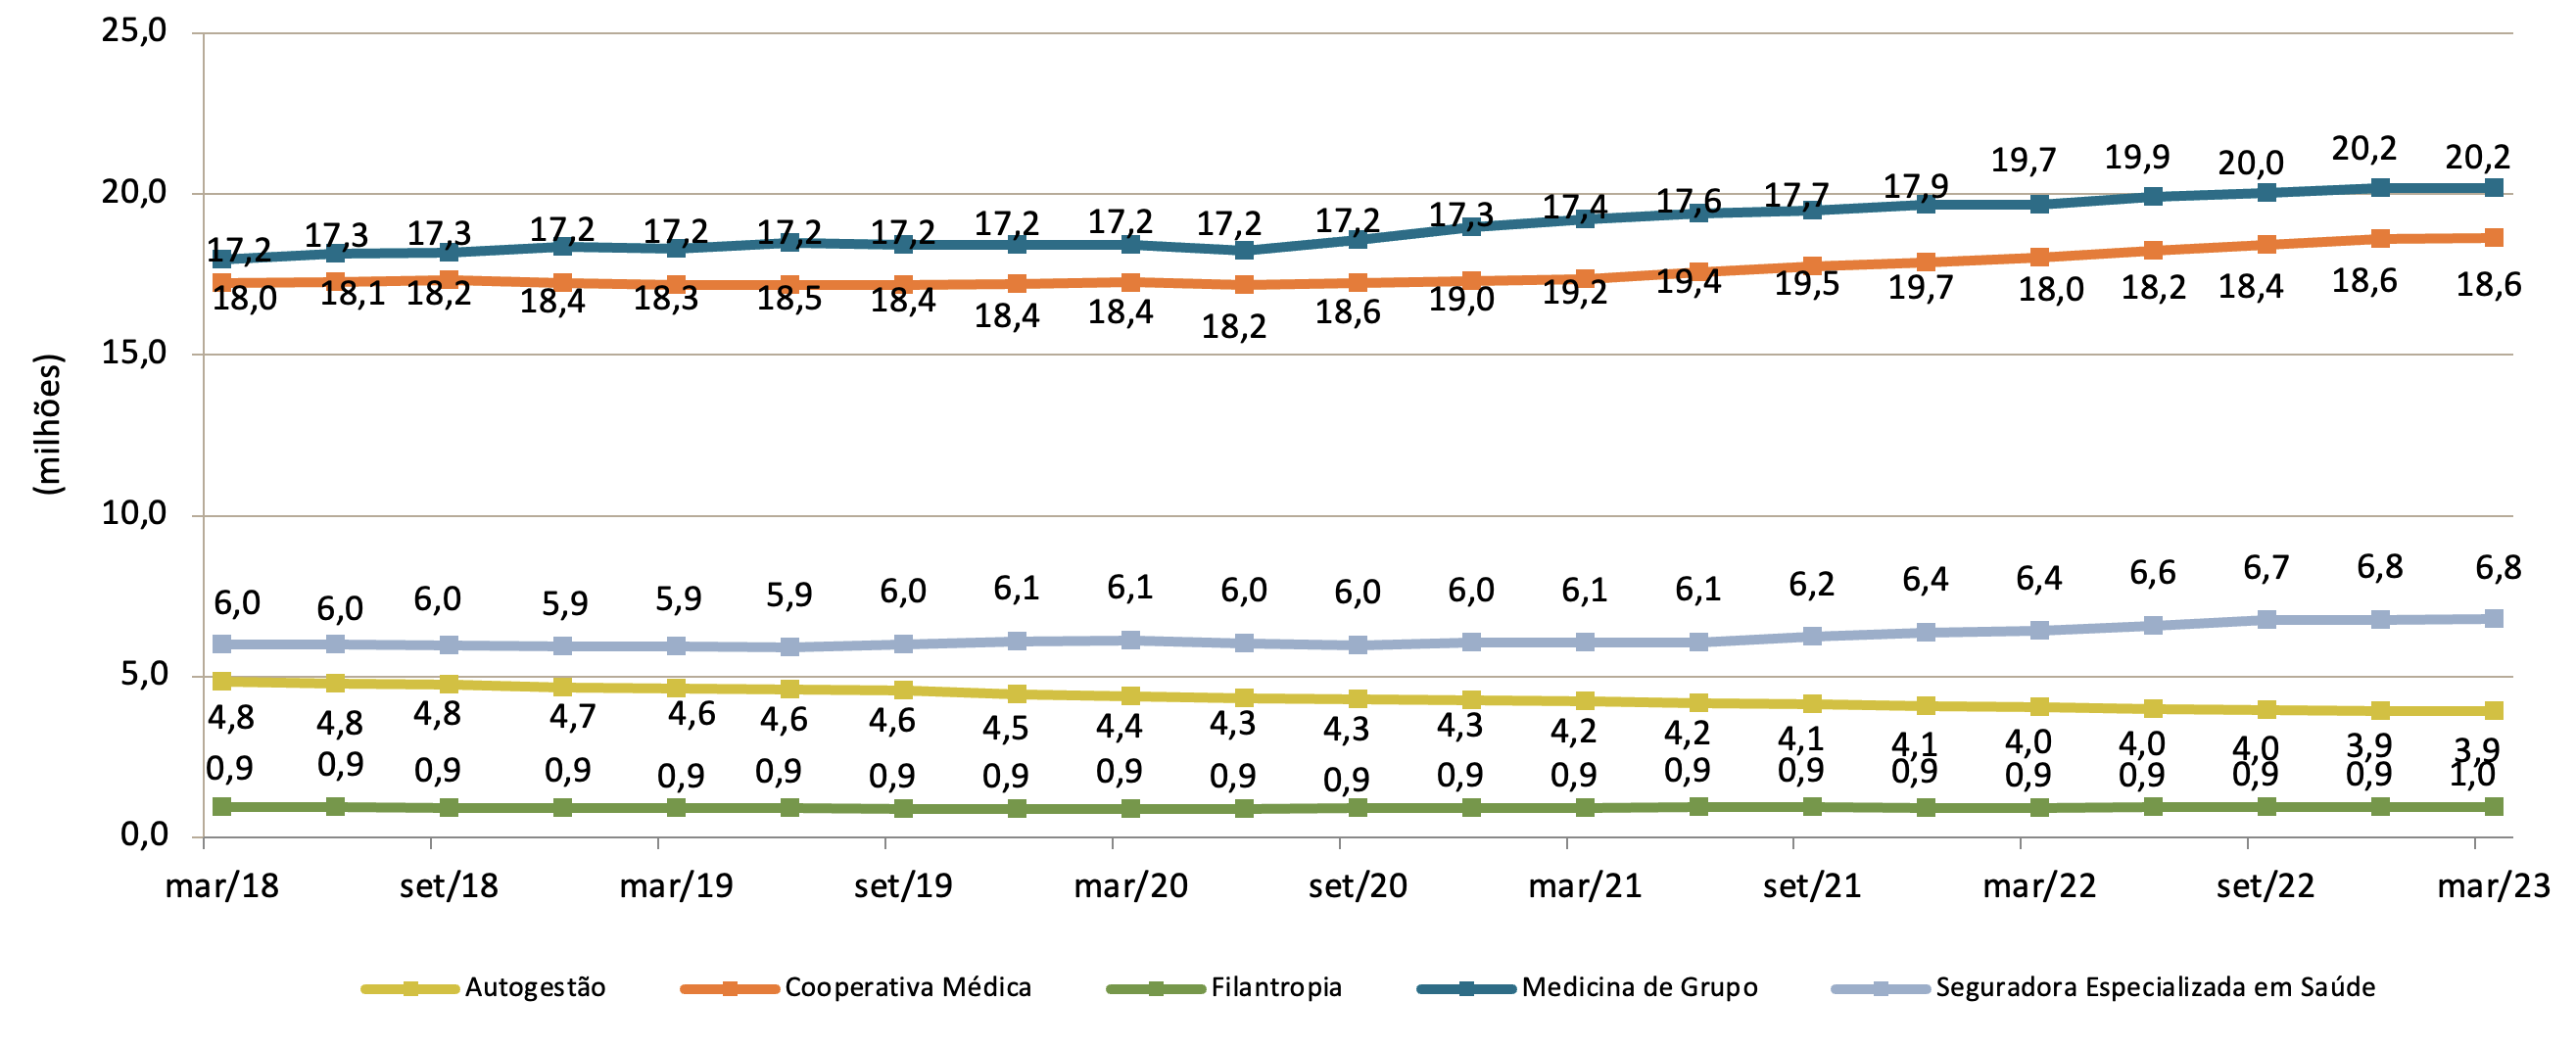 25,0
20,0
15,0
10,0
5,0
0,0
(milhões)
19,7 19,9 20,0 20,2 20,2
17,2 17,3 17,3 17,2 17,2 17,2 17,2 17,2 17,2 17,2 17,2 17,3 17,4 17,6 17,7 17,9
18,0 18,1 18,2 18,4 18,3 18,5 18,4 18,4 18,4 18,2 18,6 19,0 19,2 19,4 19,5 19,7 18,0 18,2 18,4 18,6 18,6
6,0 6,0 6,0 5,9 5,9 5,9 6,0 6,1 6,1 6,0 6,0 6,0 6,1 6,1 6,2 6,4 6,4 6,6 6,7 6,8 6,8
4,8 4,8 4,8 4,7 4,6 4,6 4,6 4,5 4,4 4,3 4,3 4,3 4,2 4,2 4,1 4,1 4,0 4,0 4,0 3,9 3,9
0,9 0,9 0,9 0,9 0,9 0,9 0,9 0,9 0,9 0,9 0,9 0,9 0,9 0,9 0,9 0,9 0,9 0,9 0,9 0,9 1,0
mar/18 set/18 mar/19 set/19 mar/20 set/20 mar/21 set/21 mar/22 set/22 mar/23
Autogestão Cooperativa Médica Filantropia Medicina de Grupo Seguradora Especializada em Saúde